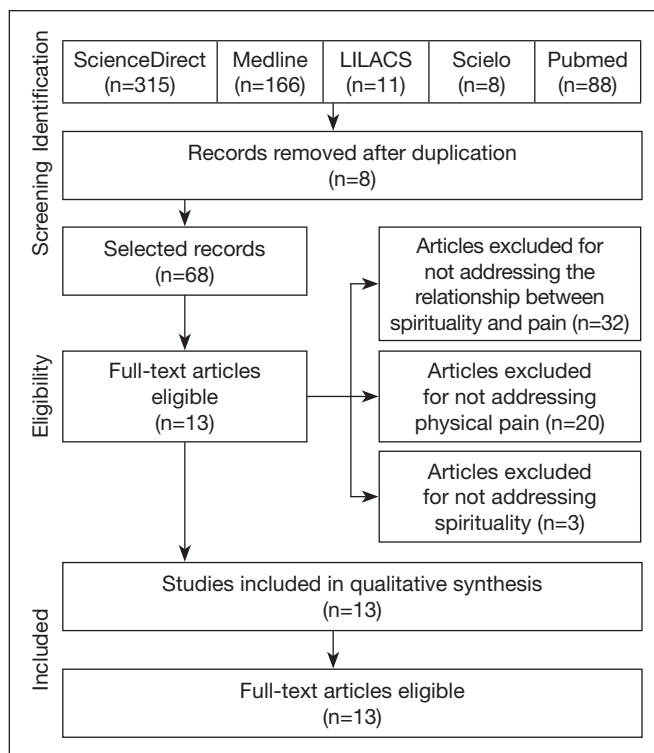 Screening Identification
ScienceDirect
(n=315)
Medline
(n=166)
LILACS
(n=11)
Scielo
(n=8)
Pubmed
(n=88)
Records removed after duplication
(n=8)
Selected records
(n=68)
Articles excluded for
not addressing the
relationship between
spirituality and pain (n=32)
Eligibility
Full-text articles
eligible
(n=13)
Articles excluded
for not addressing
physical pain (n=20)
Articles excluded
for not addressing
spirituality (n=3)
Included
Studies included in qualitative synthesis
(n=13)
Full-text articles eligible
(n=13)